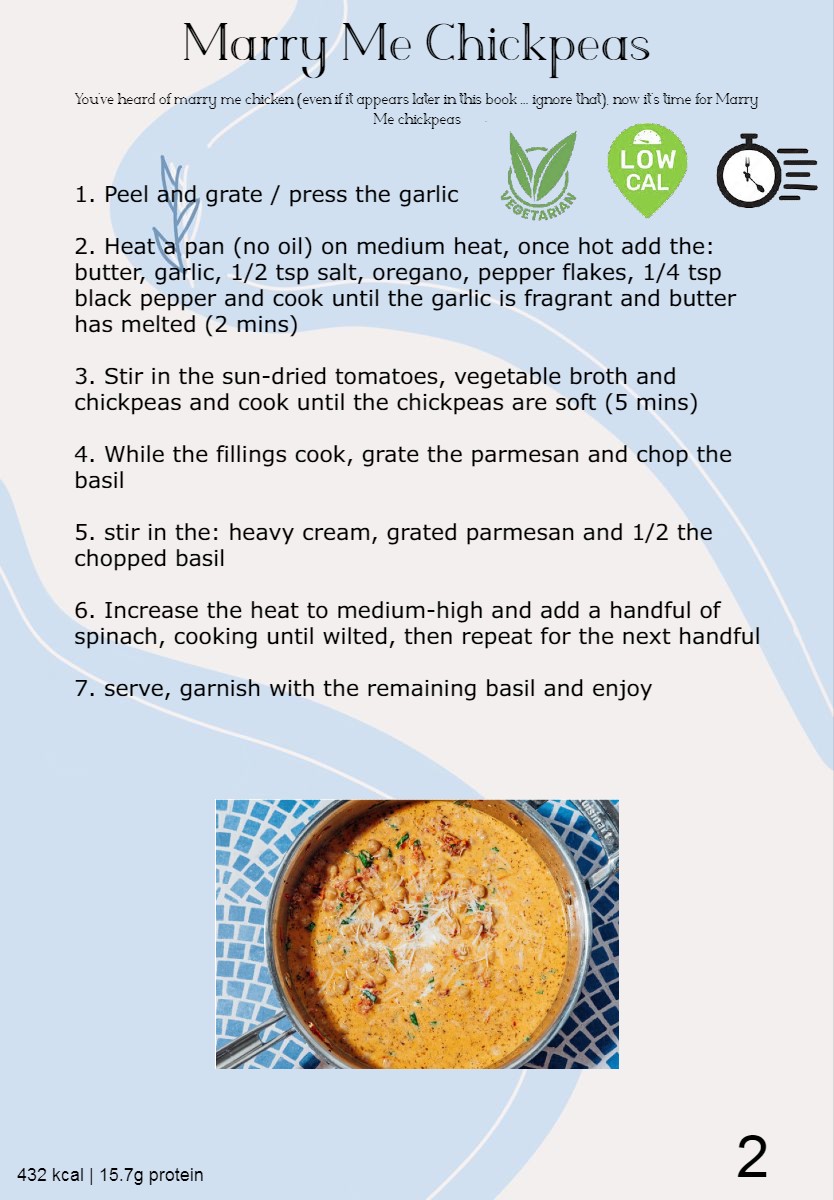 Marry Me Chickpeas
You've heard of marry me chicken (even if it appears later in this book ... ignore that), now it's time for Marry
Me chickpeas
VEGETARIAN
LOW
CAL
1. Peel and grate / press the garlic
2. Heat a pan (no oil) on medium heat, once hot add the:
butter, garlic, 1/2 tsp salt, oregano, pepper flakes, 1/4 tsp
black pepper and cook until the garlic is fragrant and butter
has melted (2 mins)
3. Stir in the sun-dried tomatoes, vegetable broth and
chickpeas and cook until the chickpeas are soft (5 mins)
4. While the fillings cook, grate the parmesan and chop the
basil
5. stir in the: heavy cream, grated parmesan and 1/2 the
chopped basil
6. Increase the heat to medium-high and add a handful of
spinach, cooking until wilted, then repeat for the next handful
7. serve, garnish with the remaining basil and enjoy
432 kcal | 15.7g protein
2